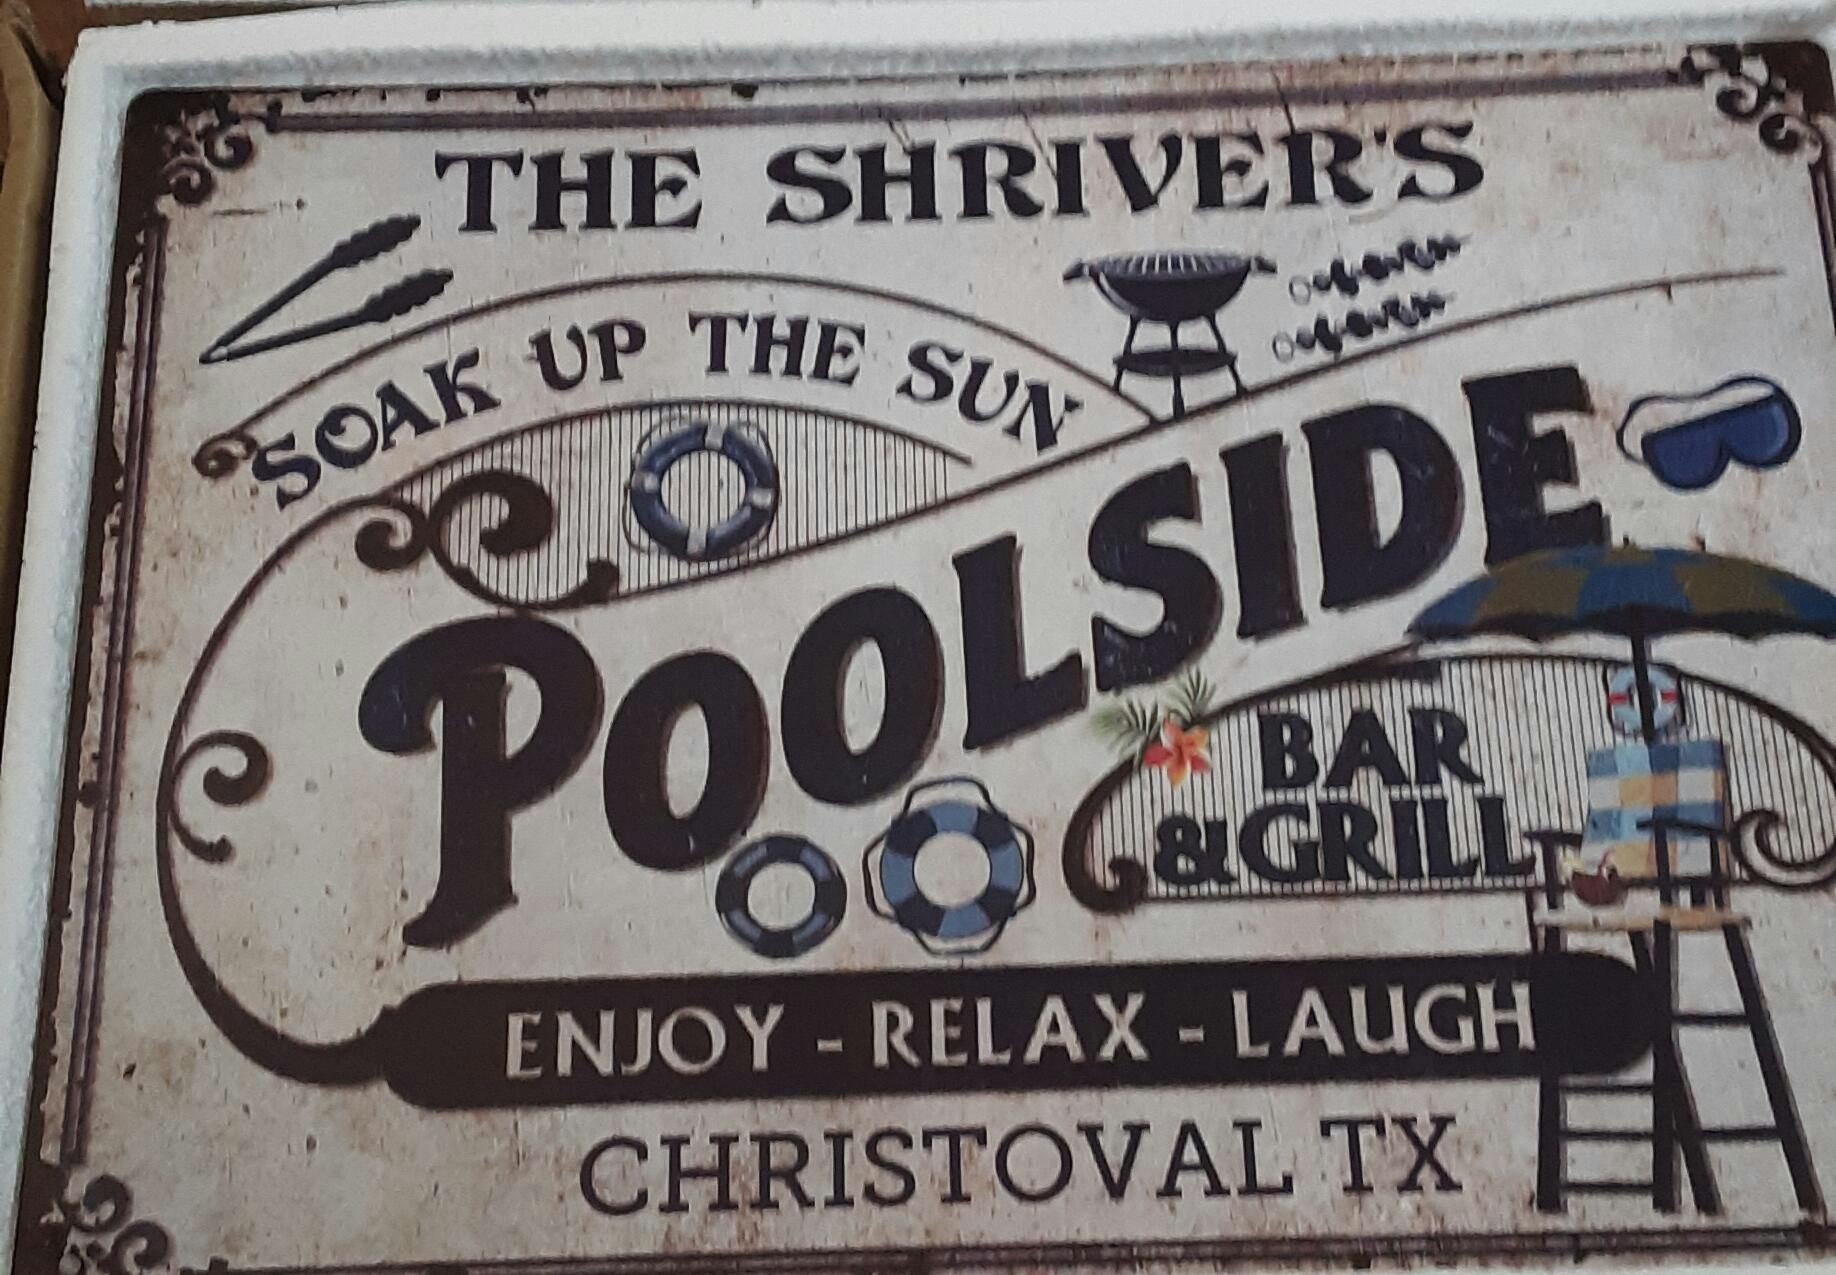 THE SHRIVER'S
SOAK UP THE SUN
POOLSIDE
BAR
& GRILL
ENJOY - RELAX - LAUGH
CHRISTOVAL TX